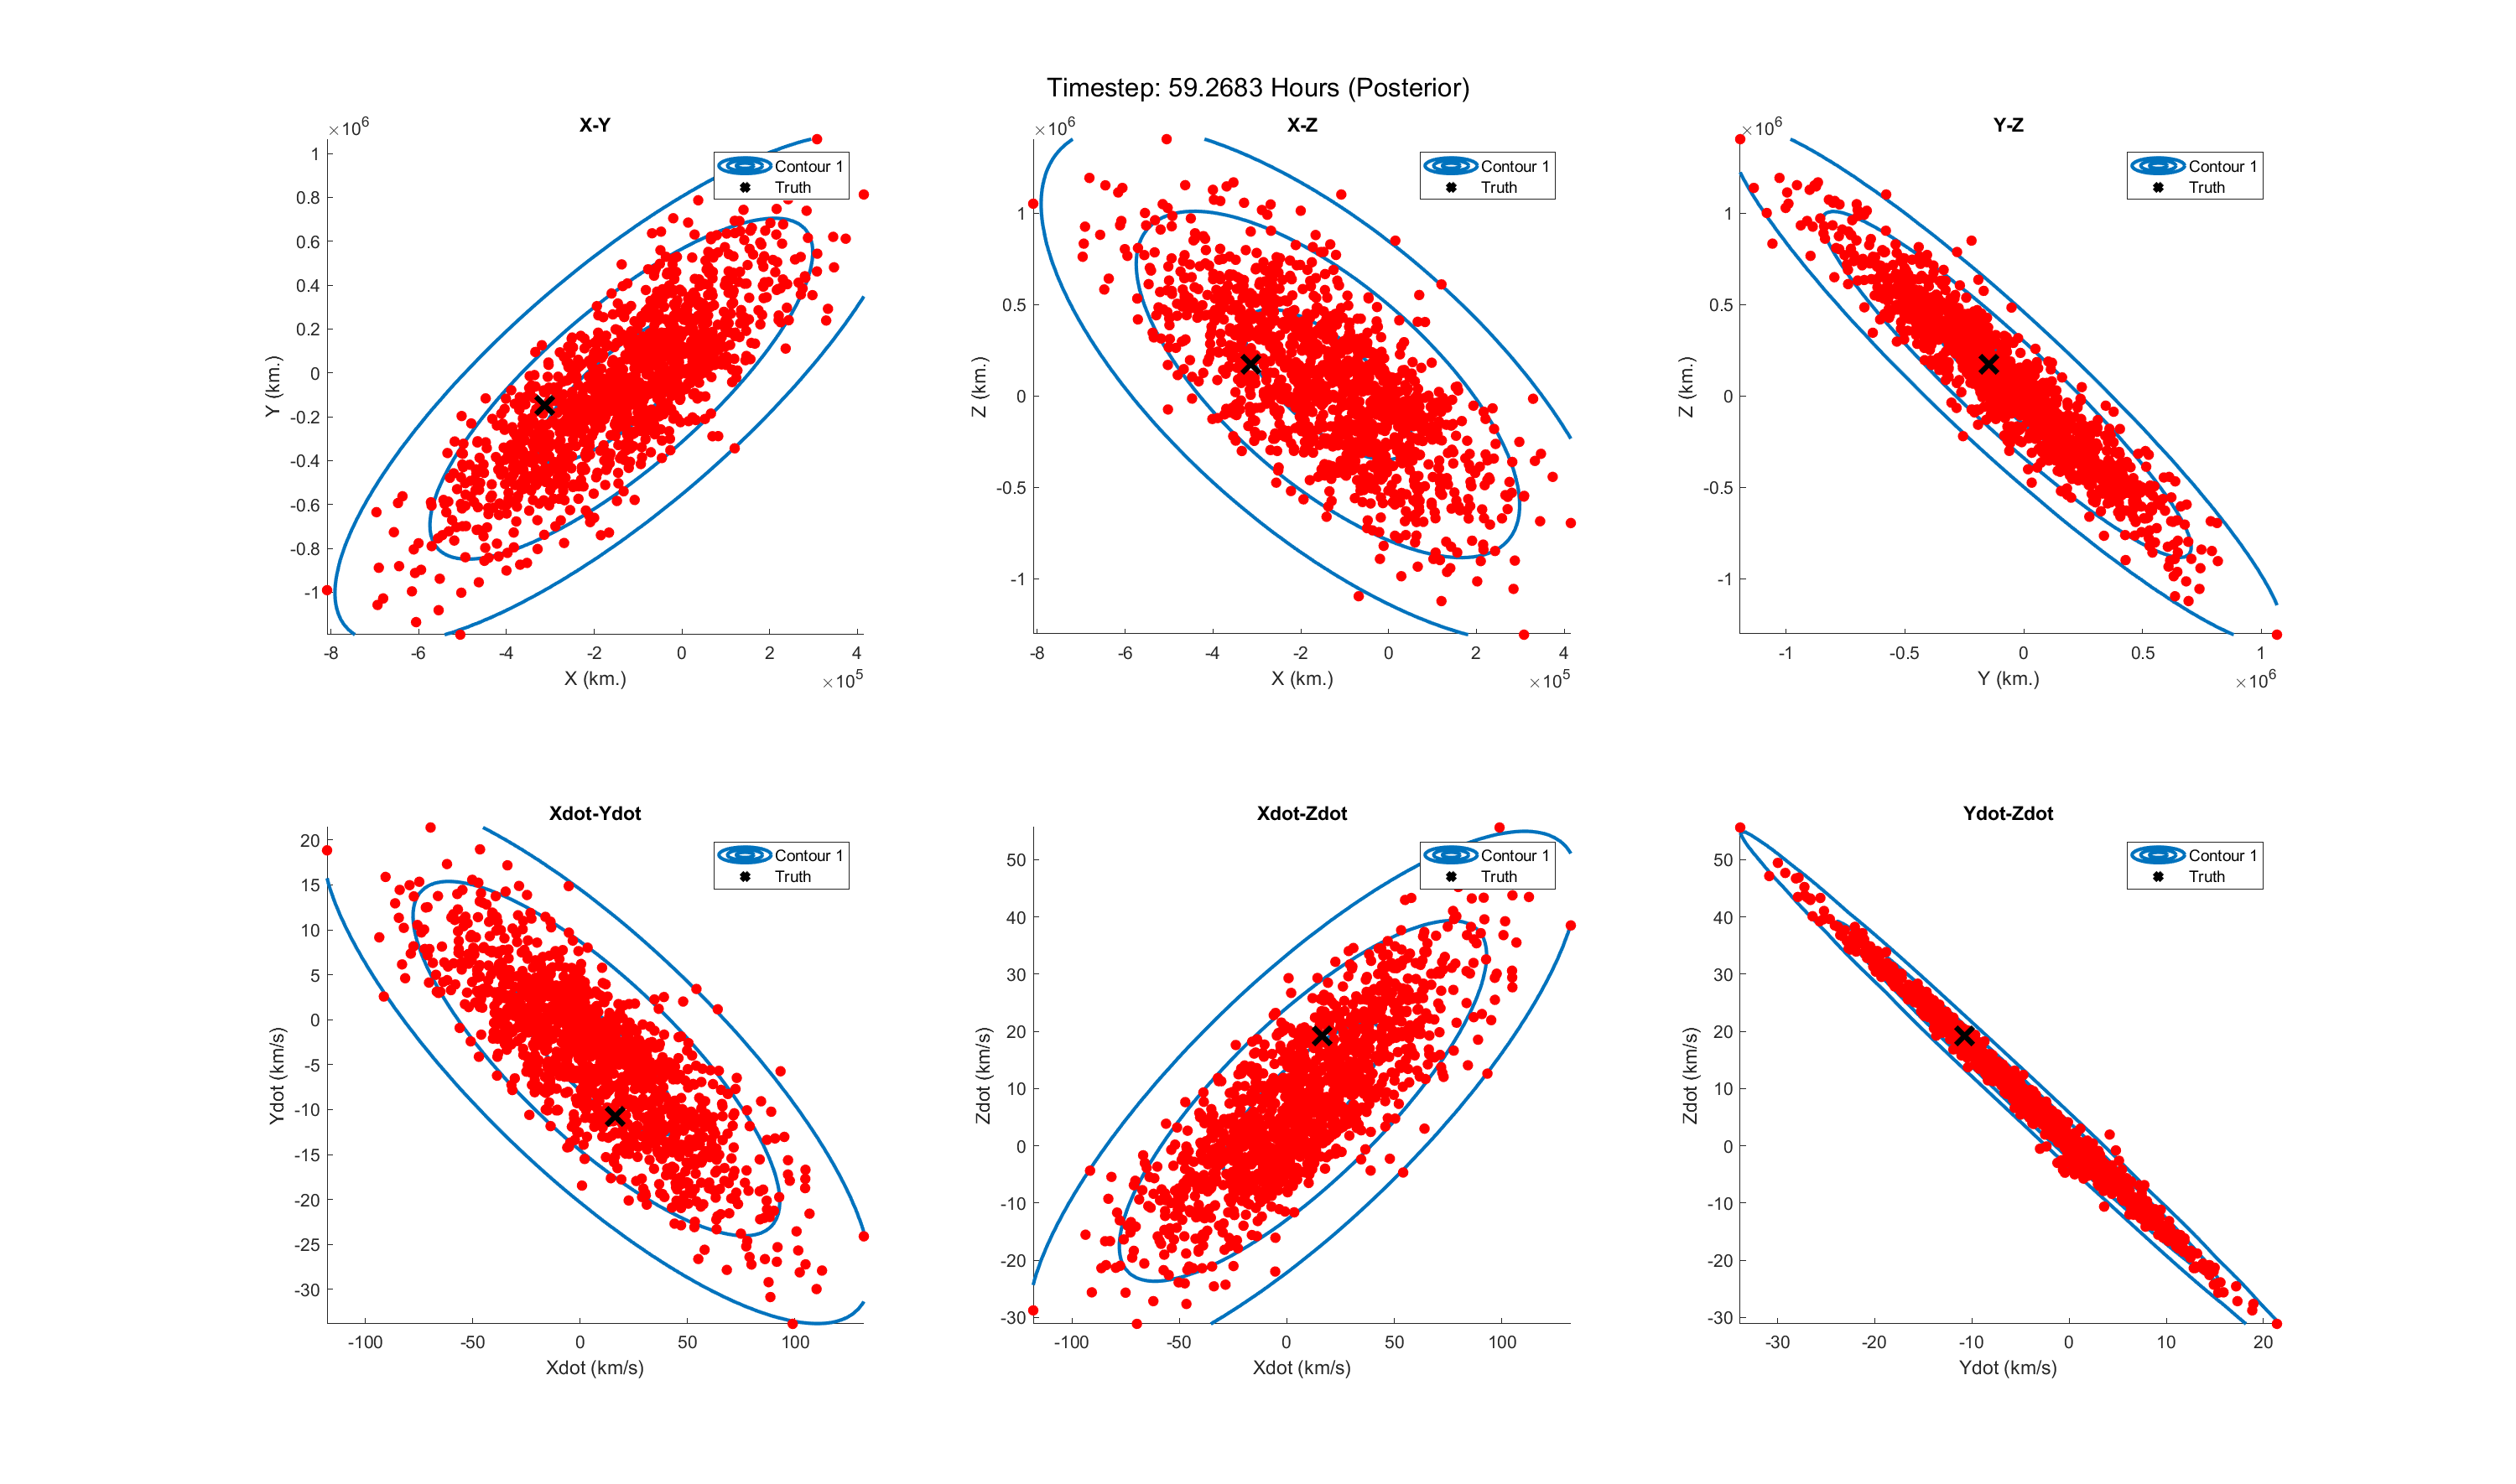 Timestep: 59.2683 Hours (Posterior)
X-Y
×10^6
1
0.8
0.6
0.4
0.2
0
-0.2
-0.4
-0.6
-0.8
-1
Y (km.)
-8 -6 -4 -2 0 2 4
X (km.)
×10^5
Contour 1
Truth
X-Z
×10^6
1
0.5
0
-0.5
-1
Z (km.)
-8 -6 -4 -2 0 2 4
X (km.)
×10^5
Contour 1
Truth
Y-Z
×10^6
1
0.5
0
-0.5
-1
Z (km.)
-1 -0.5 0 0.5 1
Y (km.)
×10^6
Contour 1
Truth
Xdot-Ydot
20
15
10
5
0
-5
-10
-15
-20
-25
-30
Ydot (km/s)
-100 -50 0 50 100
Xdot (km/s)
Contour 1
Truth
Xdot-Zdot
50
40
30
20
10
0
-10
-20
-30
Zdot (km/s)
-100 -50 0 50 100
Xdot (km/s)
Contour 1
Truth
Ydot-Zdot
50
40
30
20
10
0
-10
-20
-30
Zdot (km/s)
-30 -20 -10 0 10 20
Ydot (km/s)
Contour 1
Truth